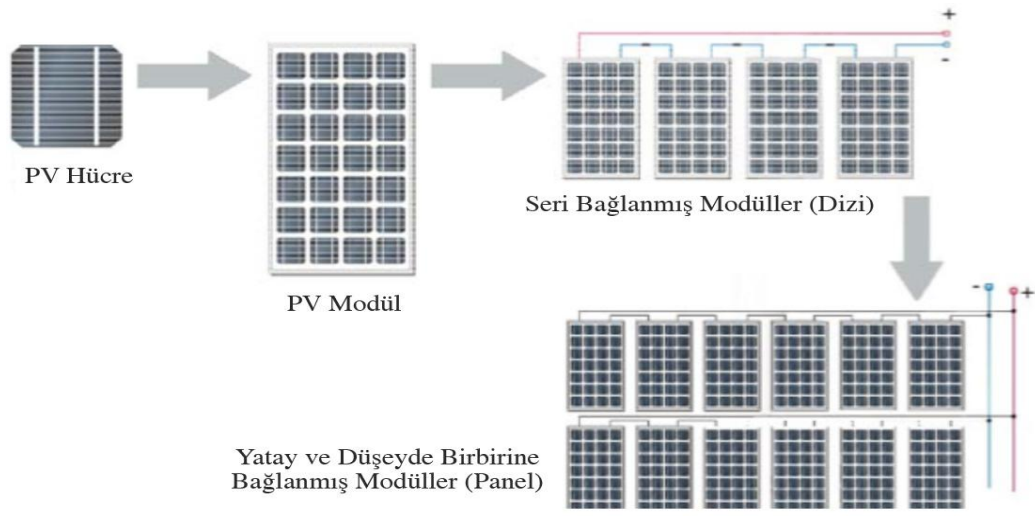 PV Hücre
PV Modül
+
-
Seri Bağlanmış Modüller (Dizi)
- +
Yatay ve Düşeyde Birbirine
Bağlanmış Modüller (Panel)